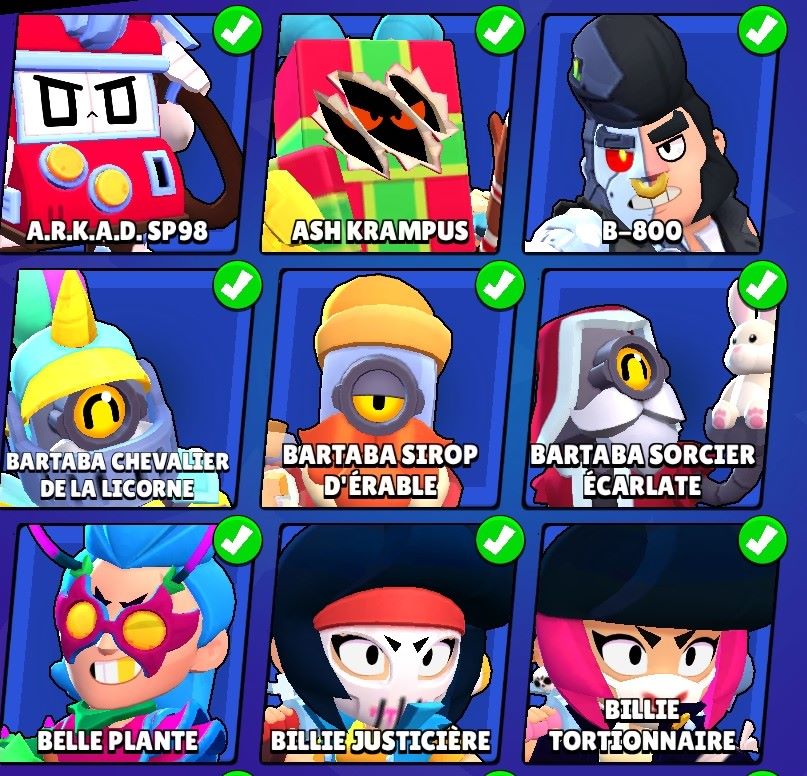 A.R.K.A.D. SP98
ASH KRAMPUS
B-800
BARTABA CHEVALIER
DE LA LICORNE
BARTABA SIROP
D'ÉRABLE
BARTABA SORCIER
ÉCARLATE
BELLE PLANTE
BILLIE JUSTICIÈRE
BILLIE
TORTIONNAIRE